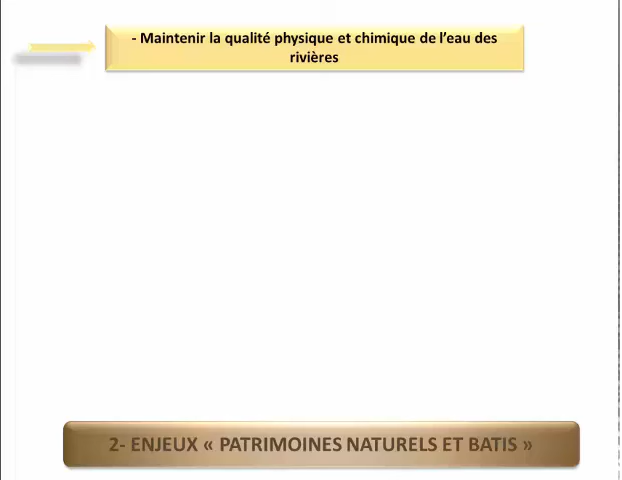 - Maintenir la qualité physique et chimique de l’eau des
rivières
2- ENJEUX « PATRIMOINES NATURELS ET BATIS »